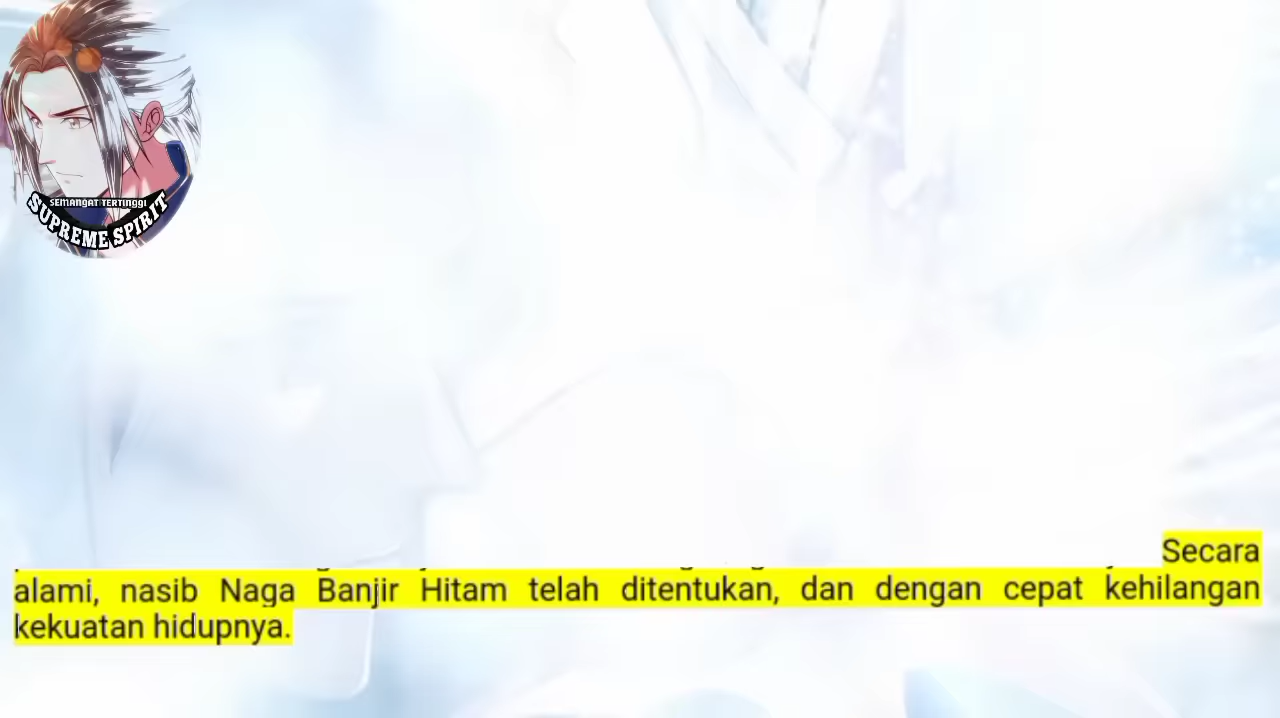 SEMANGAT TERTINGGI
SUPREME SPIRIT
Secara
alami, nasib Naga Banjir Hitam telah ditentukan, dan dengan cepat kehilangan
kekuatan hidupnya.